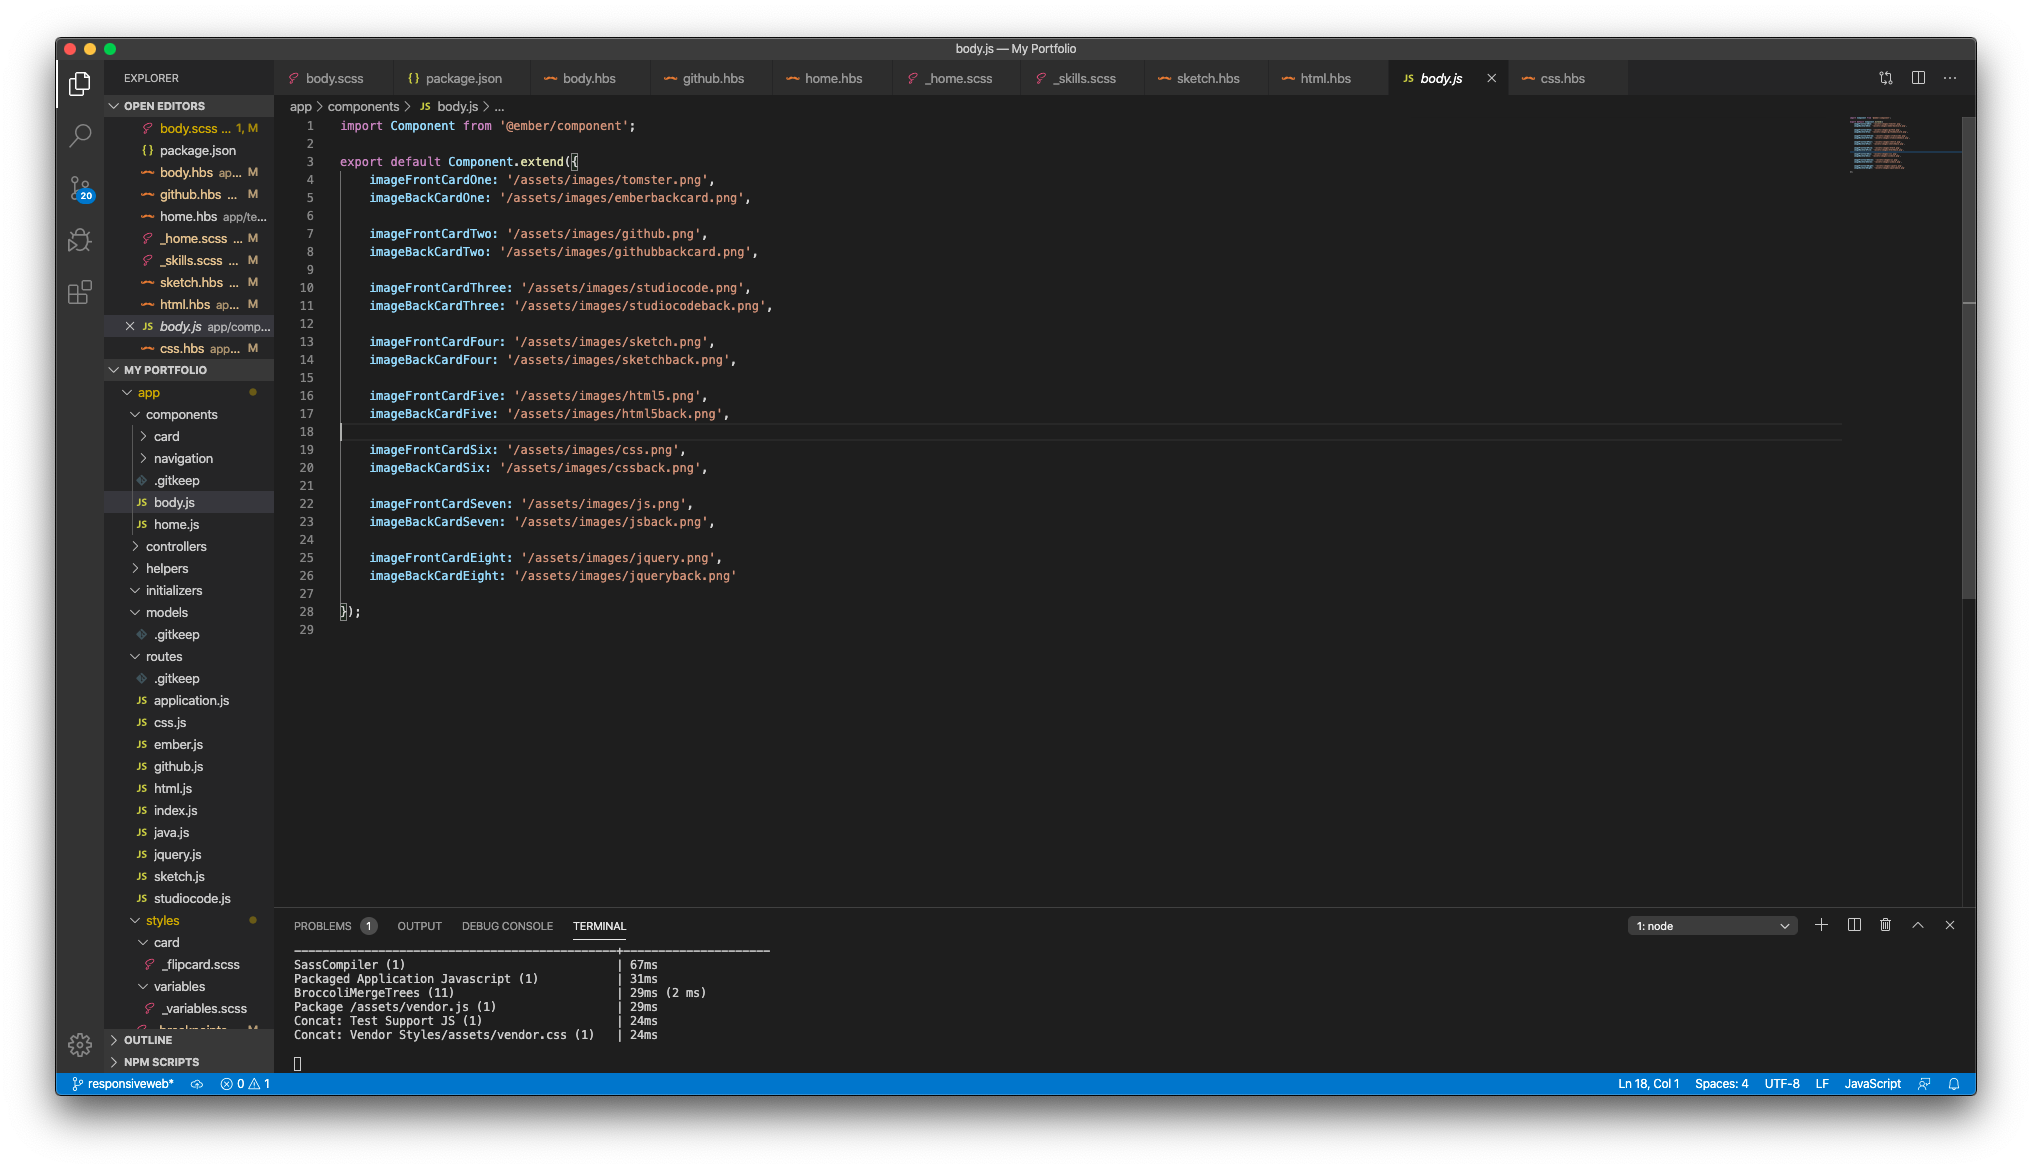 body.js — My Portfolio
EXPLORER
OPEN EDITORS
body.scss ... 1, M
{} package.json
body.hbs ap... M
github.hbs ... M
home.hbs app/te...
_home.scss ... M
_skills.scss ... M
sketch.hbs ... M
html.hbs ap... M
JS body.js app/comp...
css.hbs app... M
MY PORTFOLIO
app
components
card
navigation
.gitkeep
JS body.js
JS home.js
controllers
helpers
initializers
models
.gitkeep
routes
.gitkeep
JS application.js
JS css.js
JS ember.js
JS github.js
JS html.js
JS index.js
JS java.js
JS jquery.js
JS sketch.js
JS studiocode.js
styles
card
_flipcard.scss
variables
_variables.scss
OUTLINE
NPM SCRIPTS
20
body.scss {} package.json body.hbs github.hbs home.hbs _home.scss _skills.scss sketch.hbs html.hbs JS body.js css.hbs
app > components > JS body.js > ...
1 import Component from '@ember/component';
2
3 export default Component.extend({
4 imageFrontCardOne: '/assets/images/tomster.png',
5 imageBackCardOne: '/assets/images/emberbackcard.png',
6
7 imageFrontCardTwo: '/assets/images/github.png',
8 imageBackCardTwo: '/assets/images/githubbackcard.png',
9
10 imageFrontCardThree: '/assets/images/studiocode.png',
11 imageBackCardThree: '/assets/images/studiocodeback.png',
12
13 imageFrontCardFour: '/assets/images/sketch.png',
14 imageBackCardFour: '/assets/images/sketchback.png',
15
16 imageFrontCardFive: '/assets/images/html5.png',
17 imageBackCardFive: '/assets/images/html5back.png',
18
19 imageFrontCardSix: '/assets/images/css.png',
20 imageBackCardSix: '/assets/images/cssback.png',
21
22 imageFrontCardSeven: '/assets/images/js.png',
23 imageBackCardSeven: '/assets/images/jsback.png',
24
25 imageFrontCardEight: '/assets/images/jquery.png',
26 imageBackCardEight: '/assets/images/jqueryback.png'
27
28 });
29
PROBLEMS 1 OUTPUT DEBUG CONSOLE TERMINAL 1: node
SassCompiler (1) | 67ms
Packaged Application Javascript (1) | 31ms
BroccoliMergeTrees (11) | 29ms (2 ms)
Package /assets/vendor.js (1) | 29ms
Concat: Test Support JS (1) | 24ms
Concat: Vendor Styles/assets/vendor.css (1) | 24ms
responsiveweb* 0 1 Ln 18, Col 1 Spaces: 4 UTF-8 LF JavaScript